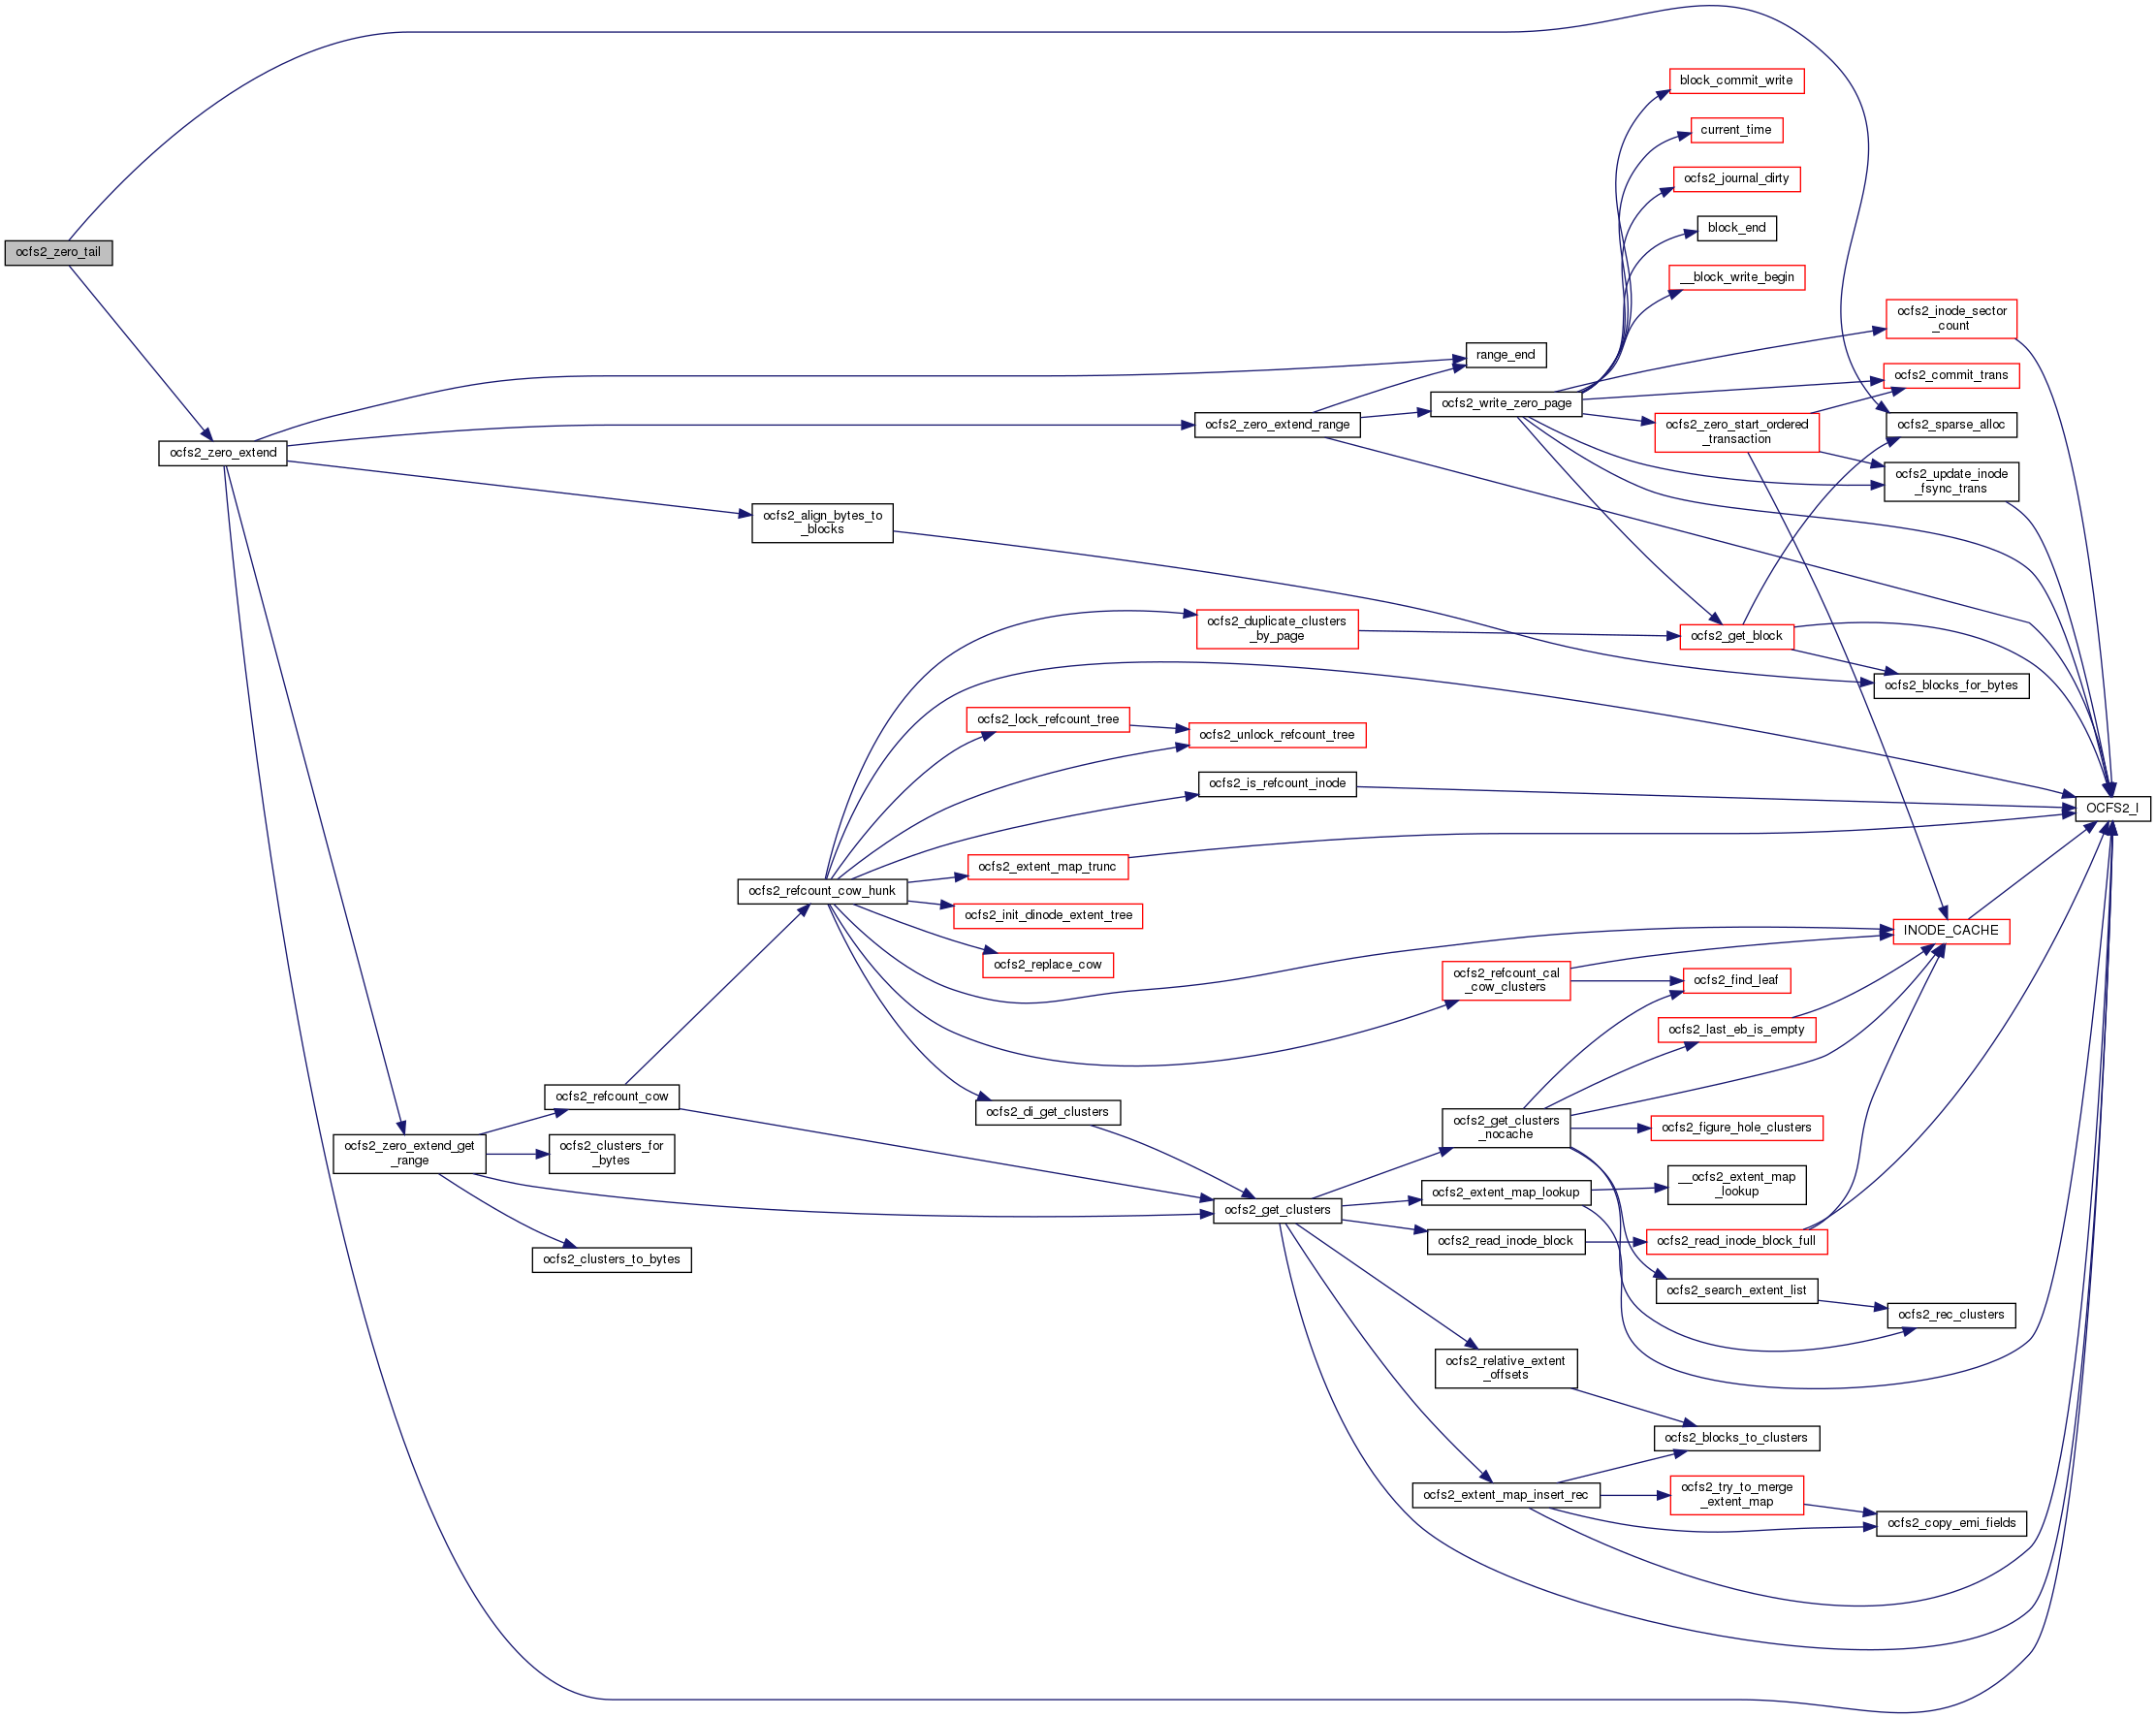 block_commit_write
current_time
ocfs2_journal_dirty
block_end
ocfs2_zero_tail
__block_write_begin
ocfs2_inode_sector
_count
range_end
ocfs2_commit_trans
ocfs2_write_zero_page
ocfs2_zero_extend_range
ocfs2_zero_start_ordered
_transaction
ocfs2_sparse_alloc
ocfs2_zero_extend
ocfs2_update_inode
_fsync_trans
ocfs2_align_bytes_to
_blocks
ocfs2_duplicate_clusters
_by_page
ocfs2_get_block
ocfs2_blocks_for_bytes
ocfs2_lock_refcount_tree
ocfs2_unlock_refcount_tree
ocfs2_is_refcount_inode
OCFS2_I
ocfs2_extent_map_trunc
ocfs2_refcount_cow_hunk
ocfs2_init_dinode_extent_tree
INODE_CACHE
ocfs2_replace_cow
ocfs2_refcount_cal
_cow_clusters
ocfs2_find_leaf
ocfs2_last_eb_is_empty
ocfs2_refcount_cow
ocfs2_di_get_clusters
ocfs2_get_clusters
_nocache
ocfs2_figure_hole_clusters
ocfs2_zero_extend_get
_range
ocfs2_clusters_for
_bytes
__ocfs2_extent_map
_lookup
ocfs2_extent_map_lookup
ocfs2_get_clusters
ocfs2_read_inode_block
ocfs2_read_inode_block_full
ocfs2_clusters_to_bytes
ocfs2_search_extent_list
ocfs2_rec_clusters
ocfs2_relative_extent
_offsets
ocfs2_blocks_to_clusters
ocfs2_extent_map_insert_rec
ocfs2_try_to_merge
_extent_map
ocfs2_copy_emi_fields